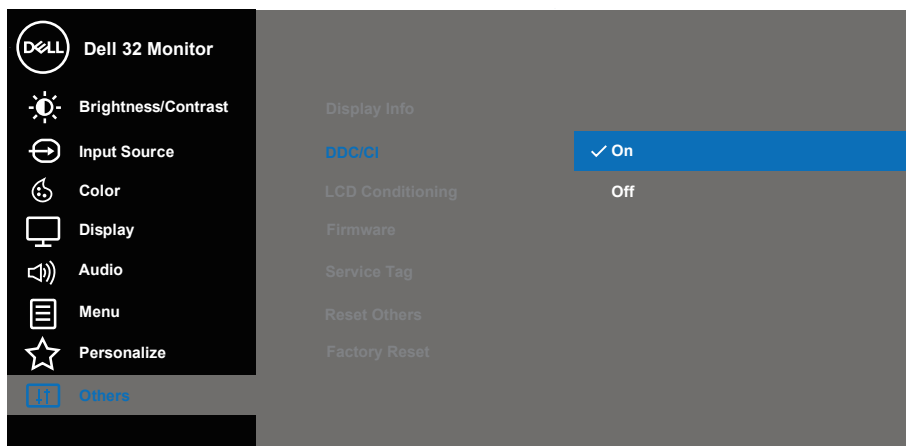 DELL
Dell 32 Monitor
Brightness/Contrast
Input Source
Color
Display
Audio
Menu
Personalize
Others
Display Info
DDC/CI
LCD Conditioning
Firmware
Service Tag
Reset Others
Factory Reset
On
Off